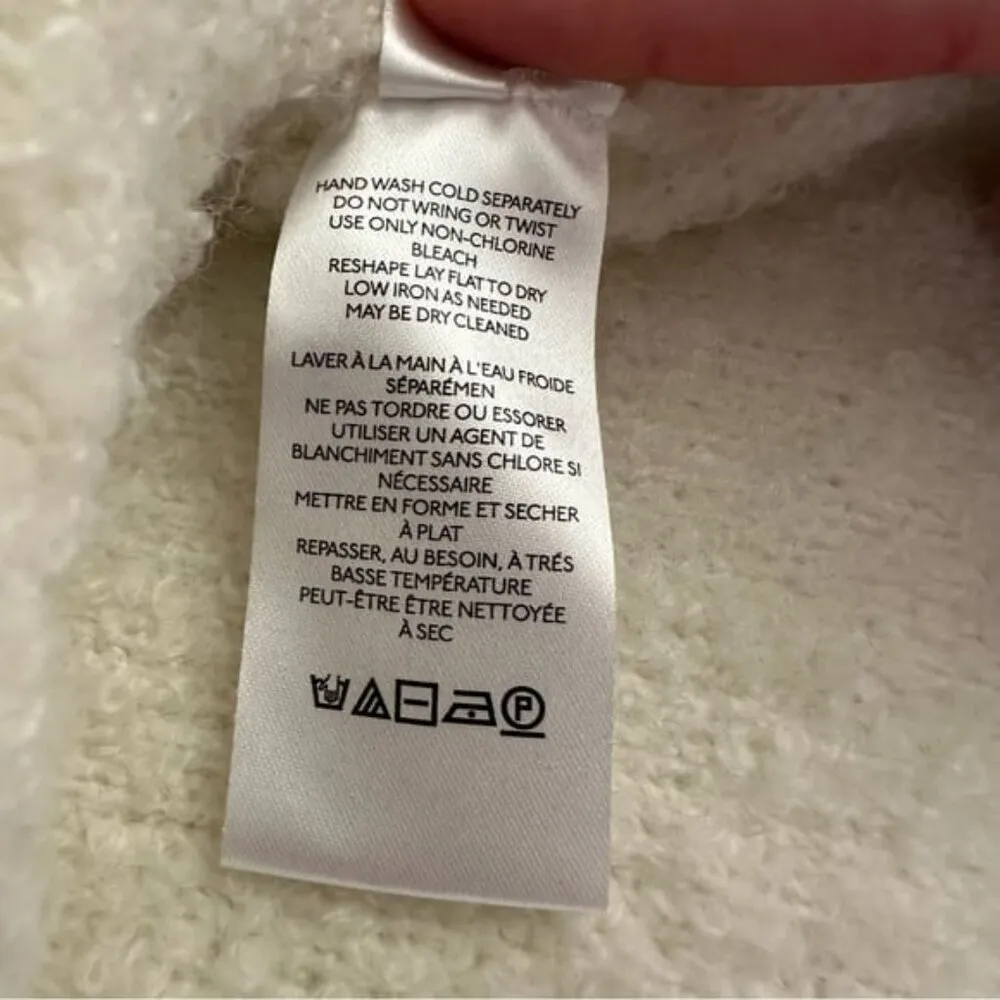 HAND WASH COLD SEPARATELY
DO NOT WRING OR TWIST
USE ONLY NON-CHLORINE
BLEACH
RESHAPE LAY FLAT TO DRY
LOW IRON AS NEEDED
MAY BE DRY CLEANED
LAVER À LA MAIN À L'EAU FROIDE
SÉPARÉMEN
NE PAS TORDRE OU ESSORER
UTILISER UN AGENT DE
BLANCHIMENT SANS CHLORE SI
NÉCESSAIRE
METTRE EN FORME ET SECHER
À PLAT
REPASSER, AU BESOIN, À TRÉS
BASSE TEMPÉRATURE
PEUT-ÊTRE ÊTRE NETTOYÉE
À SEC
P